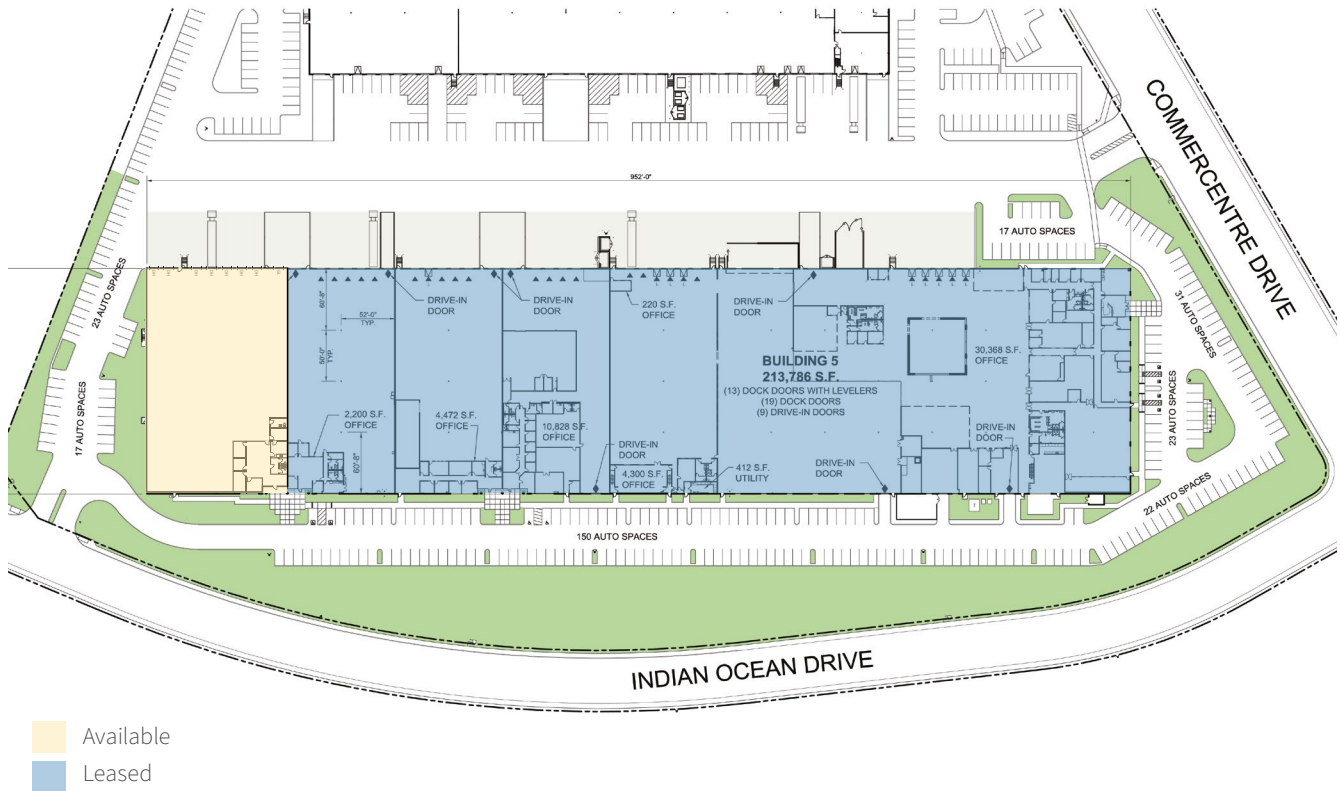 COMMERCENTRE DRIVE
952'-0"
17 AUTO SPACES
23 AUTO SPACES
31 AUTO SPACES
DRIVE-IN
DOOR
DRIVE-IN
DOOR
220 S.F.
OFFICE
DRIVE-IN
DOOR
60'-8"
52'-0"
TYP.
60'-0"
TYP.
BUILDING 5
213,786 S.F.
(13) DOCK DOORS WITH LEVELERS
(19) DOCK DOORS
(9) DRIVE-IN DOORS
30,368 S.F.
OFFICE
17 AUTO SPACES
2,200 S.F.
OFFICE
4,472 S.F.
OFFICE
10,828 S.F.
OFFICE
60'-8"
DRIVE-IN
DOOR
4,300 S.F.
OFFICE
412 S.F.
UTILITY
DRIVE-IN
DOOR
DRIVE-IN
DOOR
23 AUTO SPACES
22 AUTO SPACES
T
150 AUTO SPACES
INDIAN OCEAN DRIVE
Available
Leased